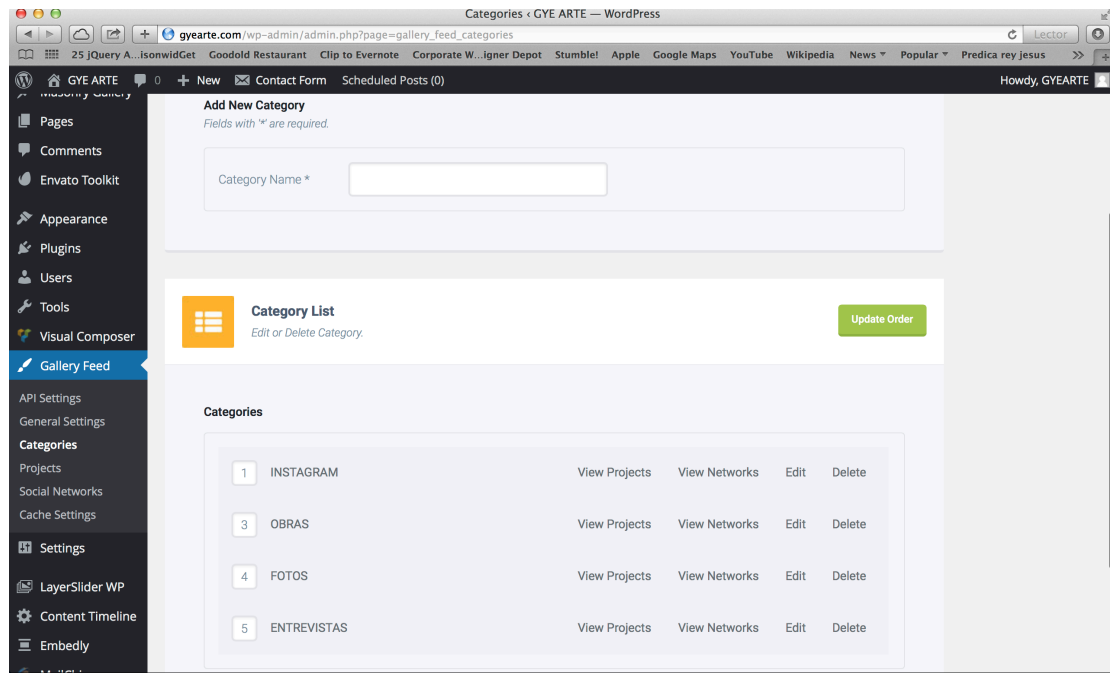 Categories ‹ GYE ARTE — WordPress
gyearte.com/wp-admin/admin.php?page=gallery_feed_categories
Lector
25 jQuery A...isonwidGet Goodold Restaurant Clip to Evernote Corporate W...igner Depot Stumble! Apple Google Maps YouTube Wikipedia News Popular Predica rey jesus
GYE ARTE 0 + New Contact Form Scheduled Posts (0) Howdy, GYEARTE
Masonry Gallery
Pages
Comments
Envato Toolkit
Appearance
Plugins
Users
Tools
Visual Composer
Gallery Feed
API Settings
General Settings
Categories
Projects
Social Networks
Cache Settings
Settings
LayerSlider WP
Content Timeline
Embedly
Add New Category
Fields with '*' are required.
Category Name *
Category List
Edit or Delete Category.
Update Order
Categories
1 INSTAGRAM View Projects View Networks Edit Delete
3 OBRAS View Projects View Networks Edit Delete
4 FOTOS View Projects View Networks Edit Delete
5 ENTREVISTAS View Projects View Networks Edit Delete